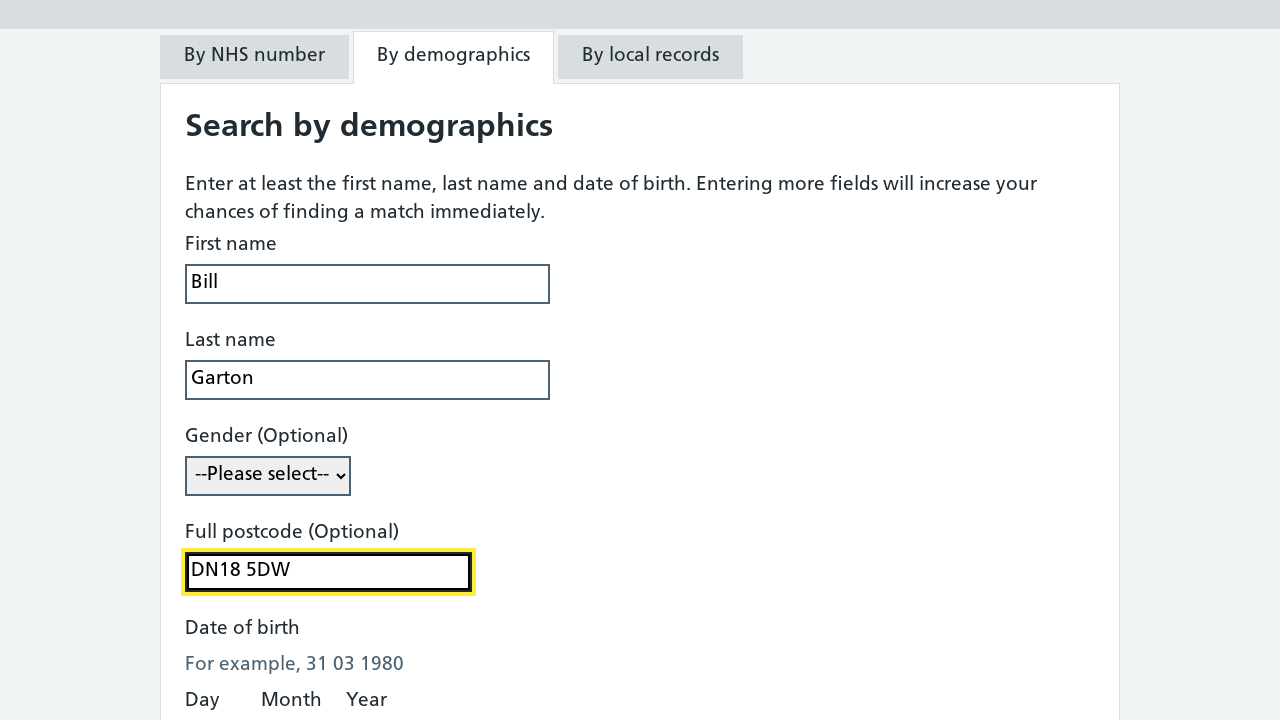 By NHS number
By demographics
By local records
Search by demographics
Enter at least the first name, last name and date of birth. Entering more fields will increase your
chances of finding a match immediately.
First name
Bill
Last name
Garton
Gender (Optional)
--Please select--
Full postcode (Optional)
DN18 5DW
Date of birth
For example, 31 03 1980
Day Month Year